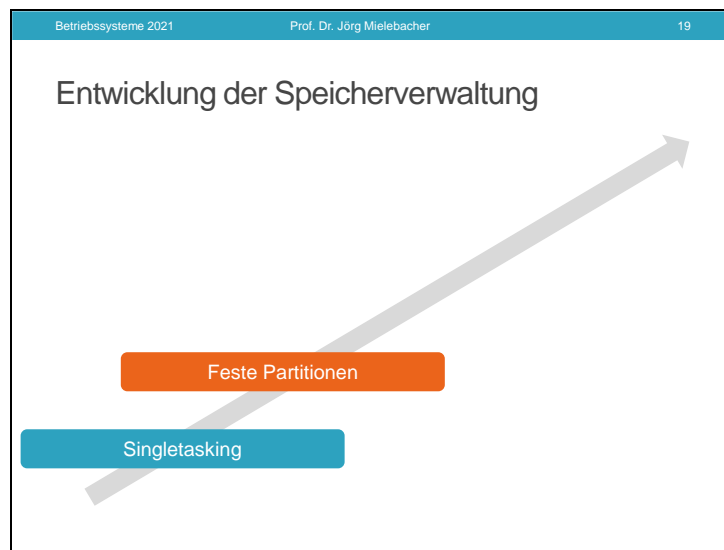 Betriebssysteme 2021 Prof. Dr. Jörg Mielebacher 19
Entwicklung der Speicherverwaltung
Feste Partitionen
Singletasking